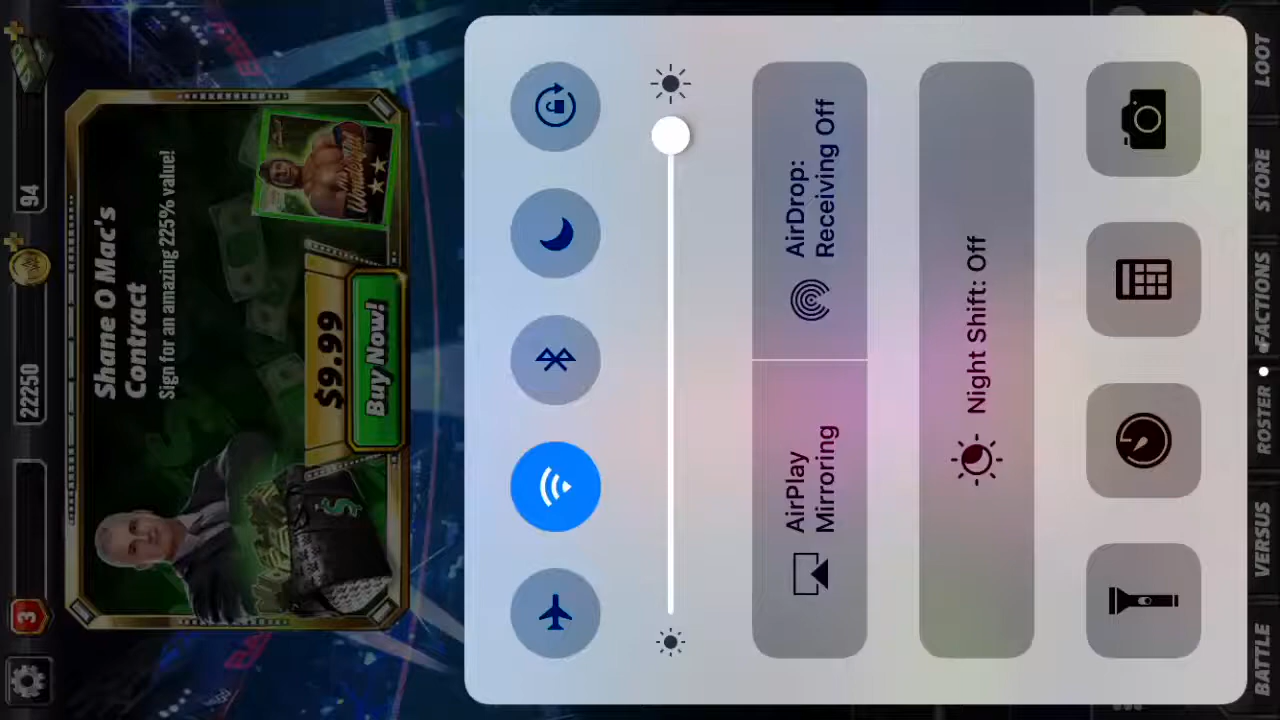 3
22250
94
Shane O Mac's
Contract
Sign for an amazing 225% value!
$9.99
Buy Now!
AirPlay
Mirroring
AirDrop:
Receiving Off
Night Shift: Off
BATTLE
VERSUS
ROSTER
FACTIONS
STORE
LOOT